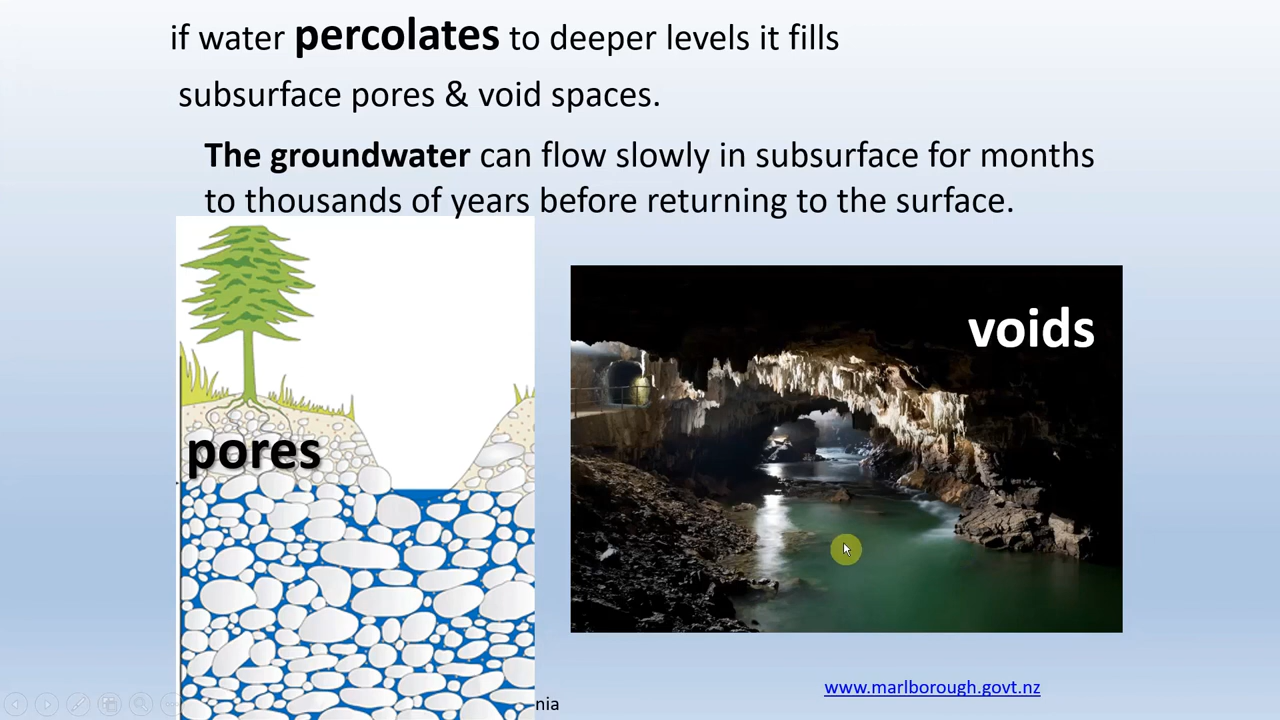 if water percolates to deeper levels it fills
subsurface pores & void spaces.
The groundwater can flow slowly in subsurface for months
to thousands of years before returning to the surface.
voids
pores
www.marlborough.govt.nz